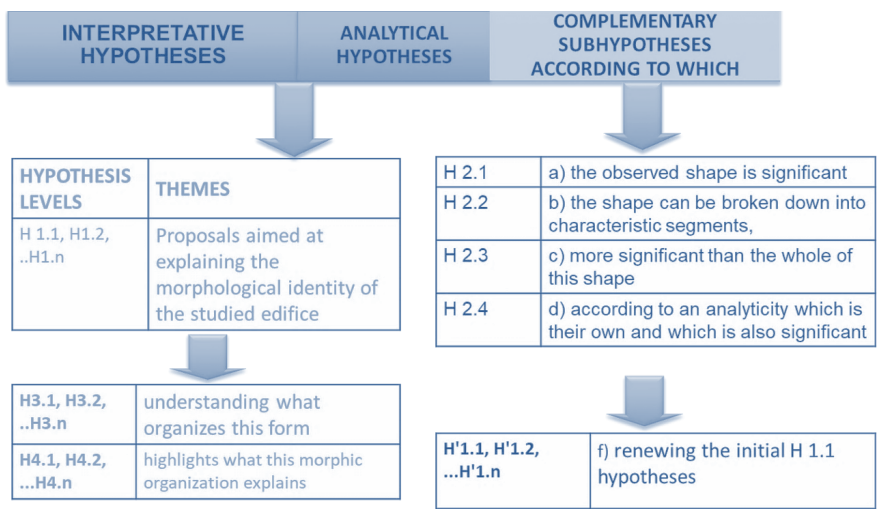 INTERPRETATIVE
HYPOTHESES
ANALYTICAL
HYPOTHESES
COMPLEMENTARY
SUBHYPOTHESES
ACCORDING TO WHICH
HYPOTHESIS
LEVELS
THEMES
H 1.1, H1.2,
..H1.n
Proposals aimed at
explaining the
morphological identity of
the studied edifice
H3.1, H3.2,
..H3.n
understanding what
organizes this form
H4.1, H4.2,
...H4.n
highlights what this morphic
organization explains
H 2.1
a) the observed shape is significant
H 2.2
b) the shape can be broken down into
characteristic segments,
H 2.3
c) more significant than the whole of
this shape
H 2.4
d) according to an analyticity which is
their own and which is also significant
H'1.1, H'1.2,
...H'1.n
f) renewing the initial H 1.1
hypotheses